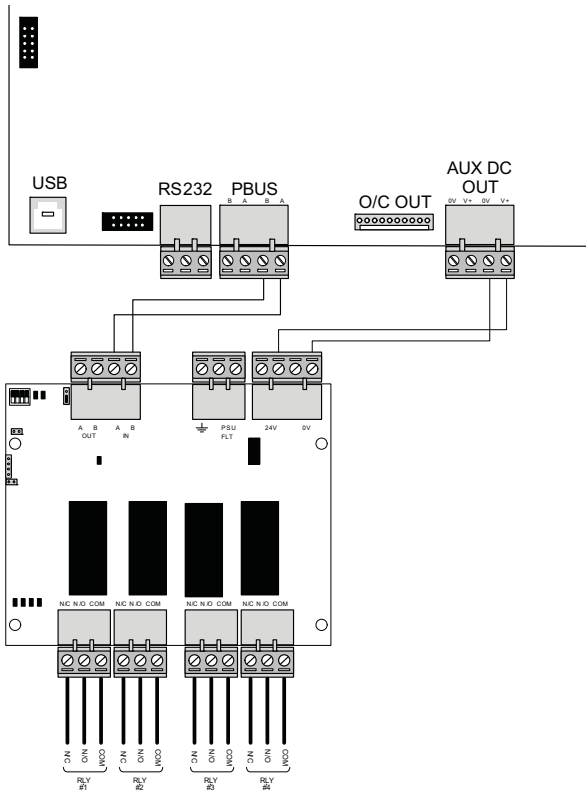 AUX DC
OUT
USB
RS232
PBUS
O/C OUT
B A B A
0V V+ 0V V+
A B A B
OUT IN
PSU
FLT
24V
0V
N/C N/O COM
N/C N/O COM
N/C N/O COM
N/C N/O COM
N/C
N/O
COM
N/C
N/O
COM
N/C
N/O
COM
N/C
N/O
COM
RLY
#1
RLY
#2
RLY
#3
RLY
#4